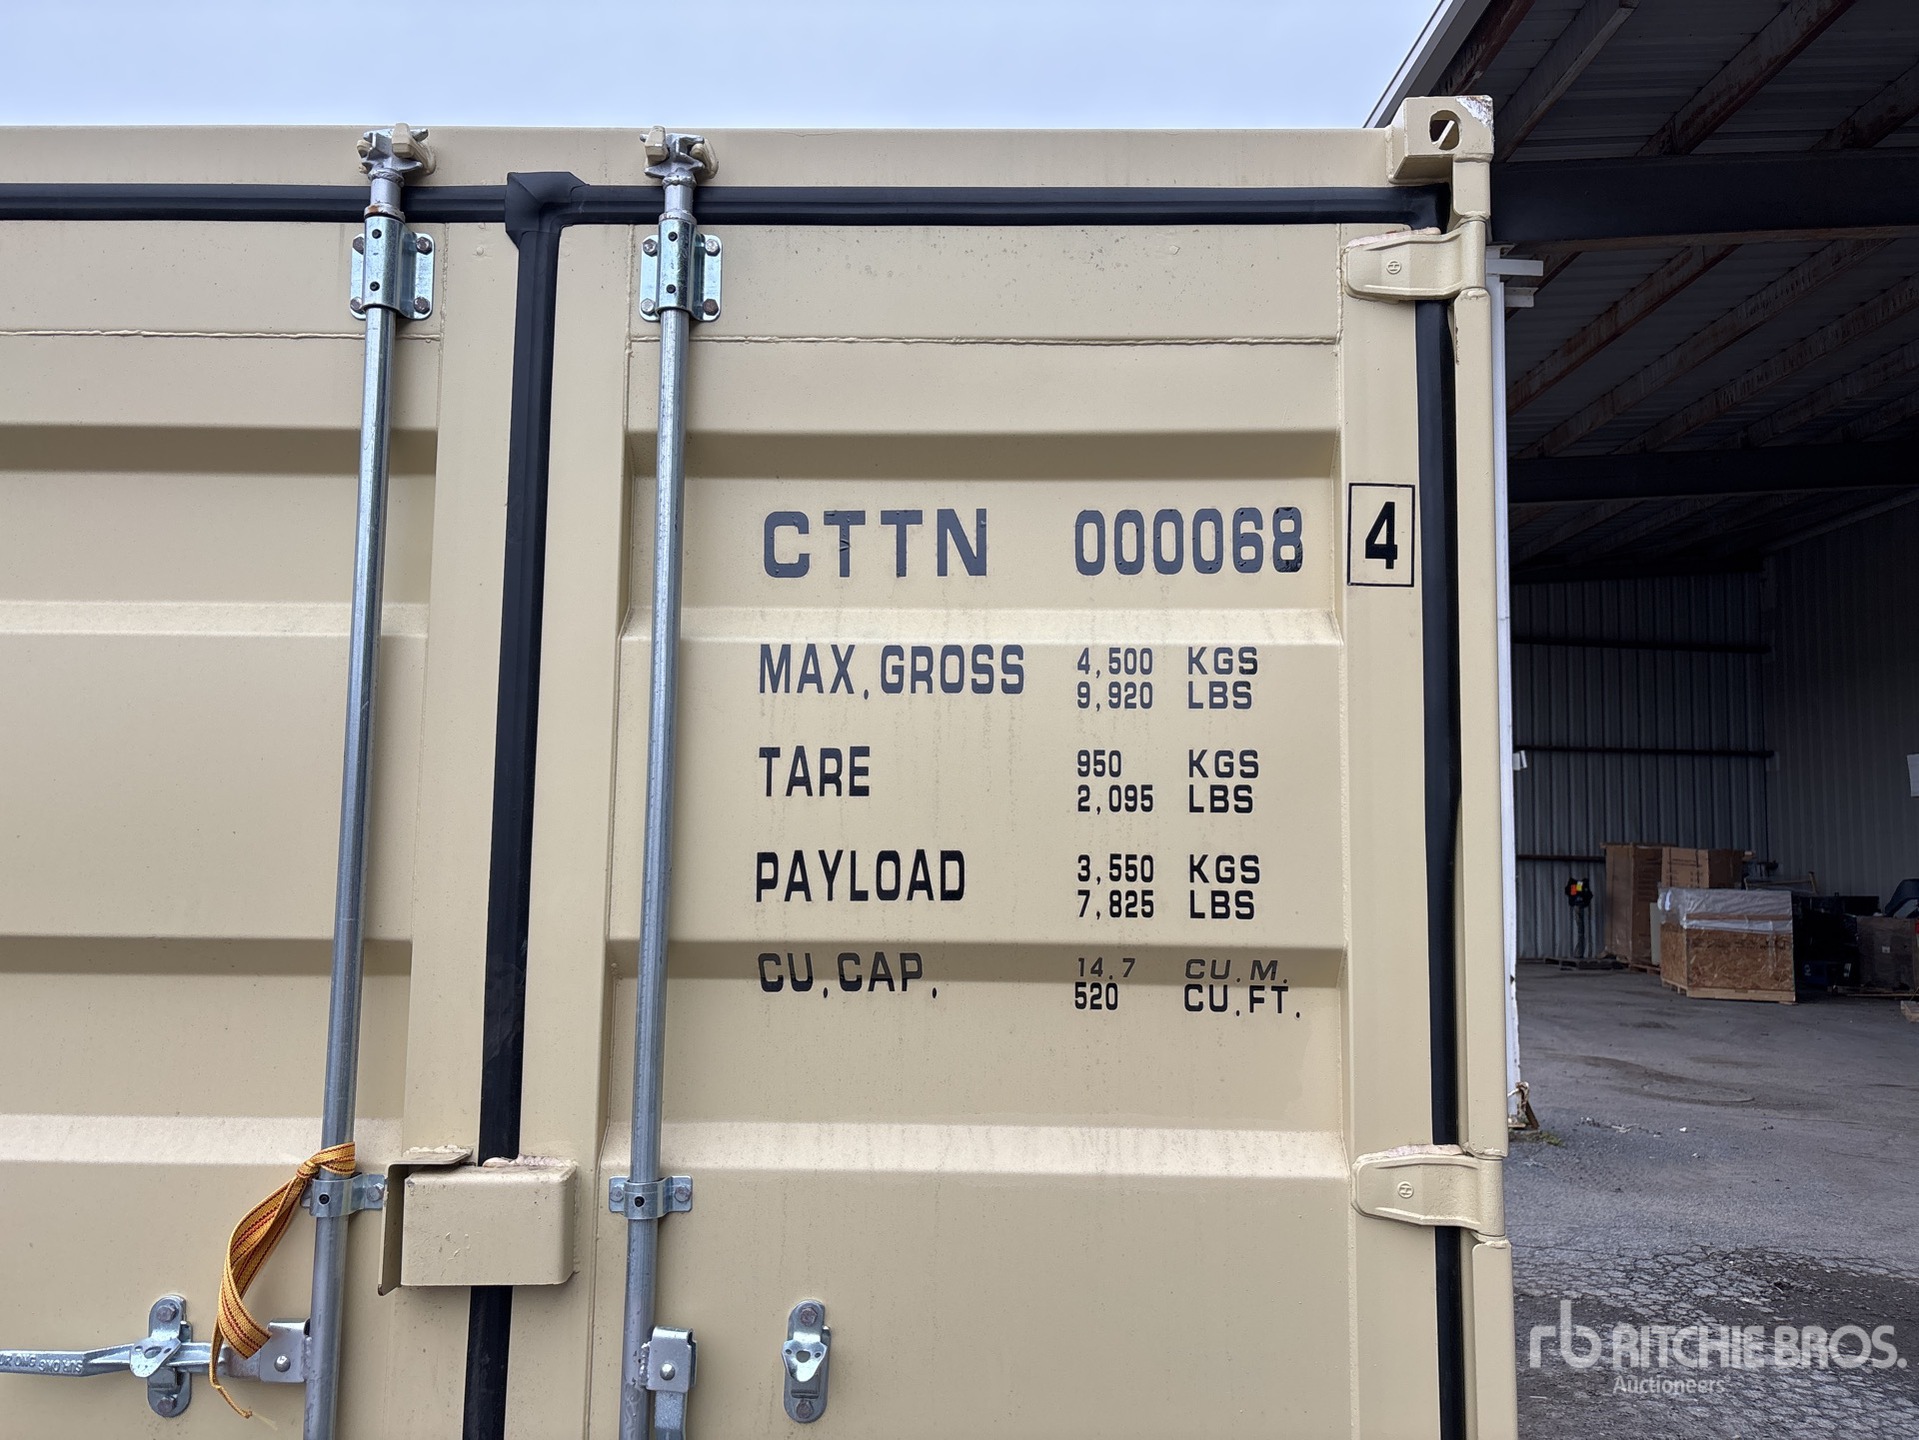 CTTN 000068 4
MAX.GROSS 4,500 KGS
9,920 LBS
TARE 950 KGS
2,095 LBS
PAYLOAD 3,550 KGS
7,825 LBS
CU.CAP. 14.7 CU.M.
520 CU.FT.
rb RITCHIE BROS.
Auctioneers